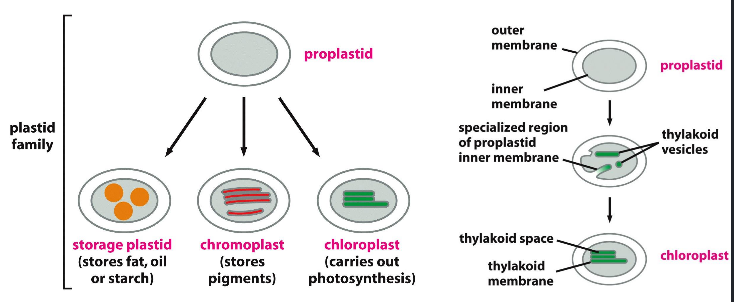 plastid
family
proplastid
storage plastid
(stores fat, oil
or starch)
chromoplast
(stores
pigments)
chloroplast
(carries out
photosynthesis)
outer
membrane
inner
membrane
proplastid
specialized region
of proplastid
inner membrane
thylakoid
vesicles
thylakoid space
thylakoid
membrane
chloroplast